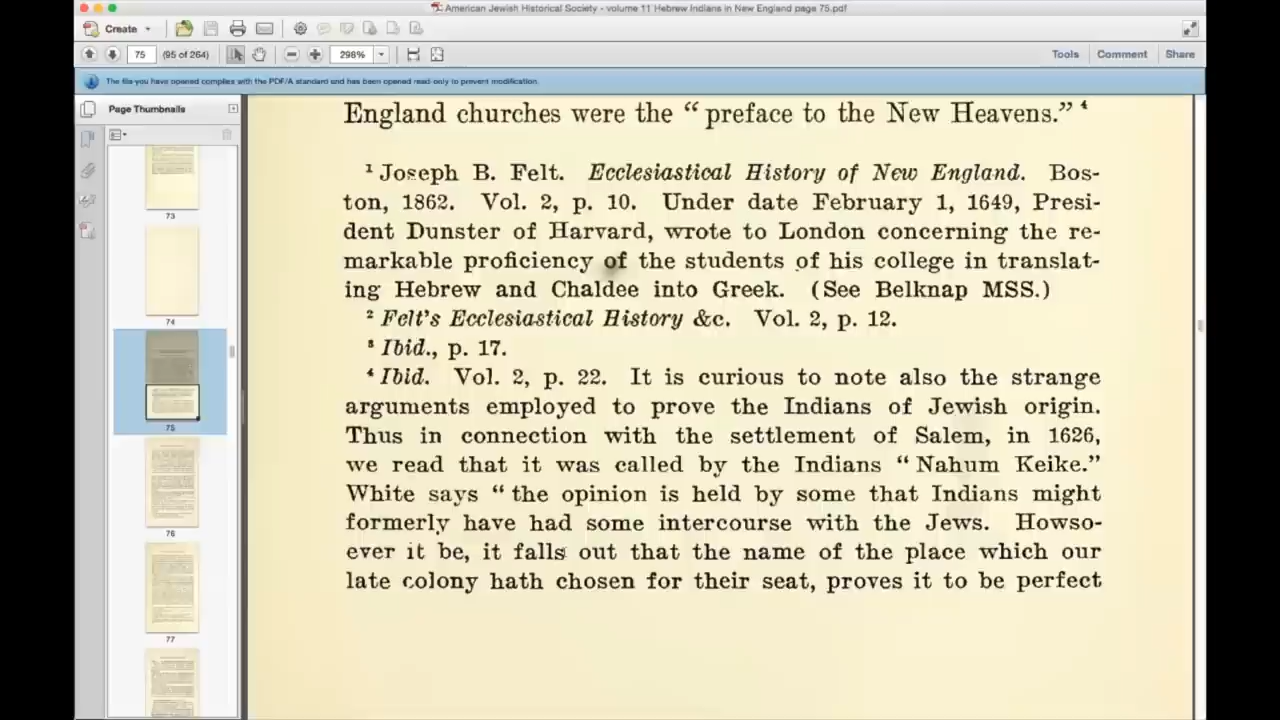 American Jewish Historical Society - volume 11 Hebrew Indians in New England page 75.pdf
Create
75 (95 of 264) 298% Tools Comment Share
The file you have opened complies with the PDF/A standard and has been opened read-only to prevent modification.
Page Thumbnails
73
74
75
76
77
England churches were the “ preface to the New Heavens.” ⁴
¹ Joseph B. Felt. Ecclesiastical History of New England. Bos-
ton, 1862. Vol. 2, p. 10. Under date February 1, 1649, Presi-
dent Dunster of Harvard, wrote to London concerning the re-
markable proficiency of the students of his college in translat-
ing Hebrew and Chaldee into Greek. (See Belknap MSS.)
² Felt's Ecclesiastical History &c. Vol. 2, p. 12.
³ Ibid., p. 17.
⁴ Ibid. Vol. 2, p. 22. It is curious to note also the strange
arguments employed to prove the Indians of Jewish origin.
Thus in connection with the settlement of Salem, in 1626,
we read that it was called by the Indians “ Nahum Keike.”
White says “ the opinion is held by some that Indians might
formerly have had some intercourse with the Jews. Howso-
ever it be, it falls out that the name of the place which our
late colony hath chosen for their seat, proves it to be perfect